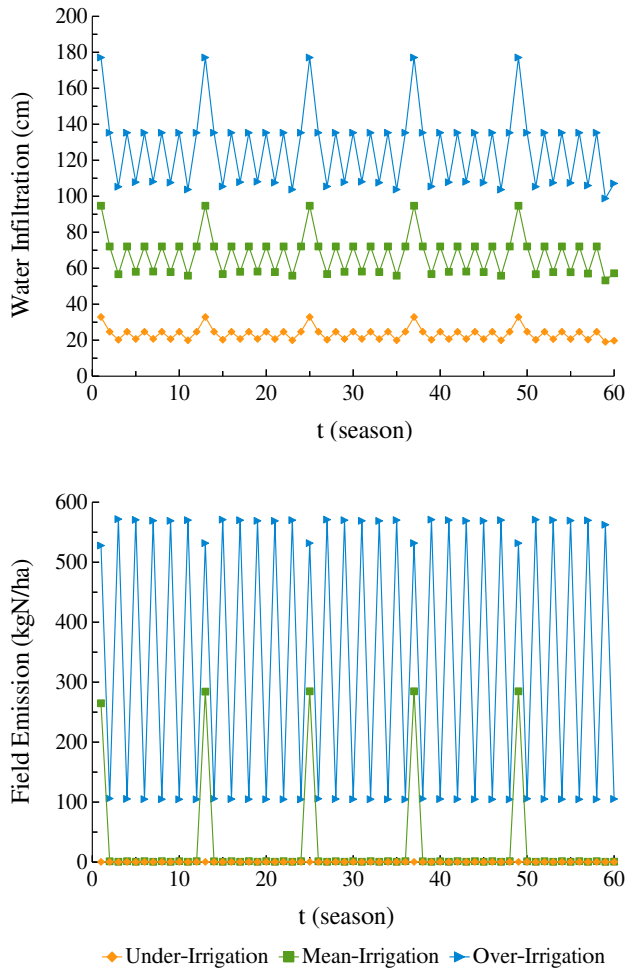 200
180
160
140
120
100
80
60
40
20
0
Water Infiltration (cm)
0 10 20 30 40 50 60
t (season)
600
500
400
300
200
100
0
Field Emission (kgN/ha)
0 10 20 30 40 50 60
t (season)
Under-Irrigation Mean-Irrigation Over-Irrigation